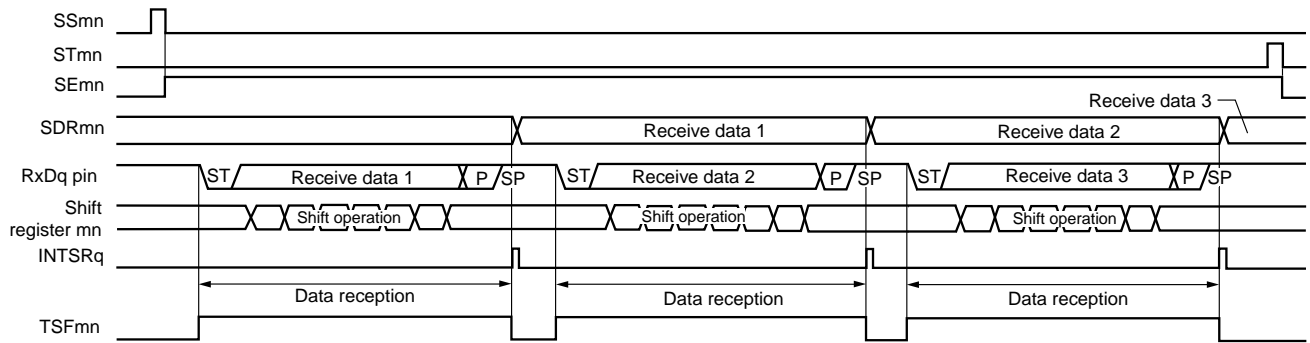 SSmn
STmn
SEmn
Receive data 3
SDRmn
Receive data 1
Receive data 2
RxDq pin
ST
Receive data 1
P
SP
ST
Receive data 2
P
SP
ST
Receive data 3
P
SP
Shift
register mn
Shift operation
Shift operation
Shift operation
INTSRq
Data reception
Data reception
Data reception
TSFmn